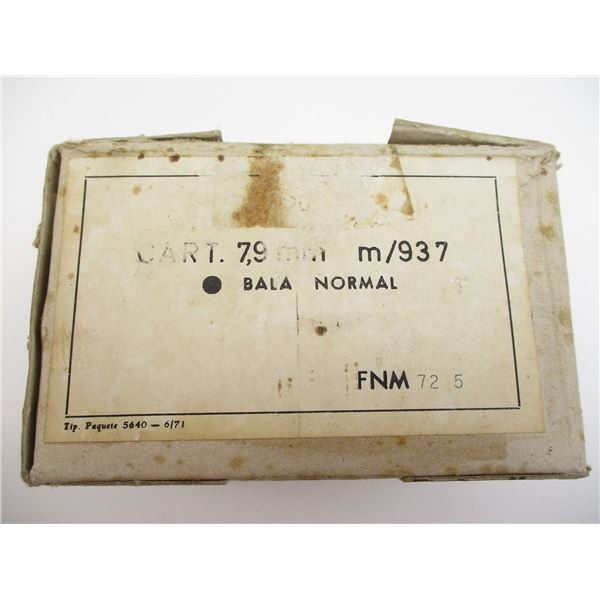 CART. 7,9 mm m/937
● BALA NORMAL
FNM 72 5
Tip. Paquete 5640 — 6/71